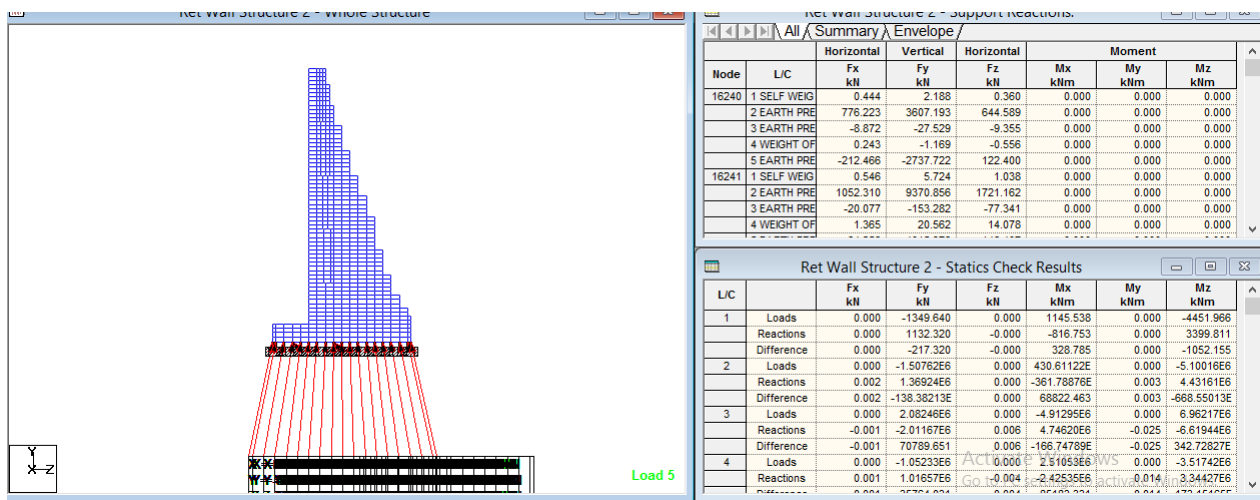 Ret Wall Structure 2 - Whole Structure
Load 5
Y
X Z
Ret Wall Structure 2 - Support Reactions:
All Summary Envelope
Horizontal Vertical Horizontal Moment
Node L/C Fx kN Fy kN Fz kN Mx kNm My kNm Mz kNm
16240 1 SELF WEIG 0.444 2.188 0.360 0.000 0.000 0.000
2 EARTH PRE 776.223 3607.193 644.589 0.000 0.000 0.000
3 EARTH PRE -8.872 -27.529 -9.355 0.000 0.000 0.000
4 WEIGHT OF 0.243 -1.169 -0.556 0.000 0.000 0.000
5 EARTH PRE -212.466 -2737.722 122.400 0.000 0.000 0.000
16241 1 SELF WEIG 0.546 5.724 1.038 0.000 0.000 0.000
2 EARTH PRE 1052.310 9370.856 1721.162 0.000 0.000 0.000
3 EARTH PRE -20.077 -153.282 -77.341 0.000 0.000 0.000
4 WEIGHT OF 1.365 20.562 14.078 0.000 0.000 0.000
Ret Wall Structure 2 - Statics Check Results
L/C Fx kN Fy kN Fz kN Mx kNm My kNm Mz kNm
1 Loads 0.000 -1349.640 0.000 1145.538 0.000 -4451.966
Reactions 0.000 1132.320 -0.000 -816.753 0.000 3399.811
Difference 0.000 -217.320 -0.000 328.785 0.000 -1052.155
2 Loads 0.000 -1.50762E6 0.000 430.61122E 0.000 -5.10016E6
Reactions 0.002 1.36924E6 0.000 -361.78876E 0.003 4.43161E6
Difference 0.002 -138.38213E 0.000 68822.463 0.003 -668.55013E
3 Loads 0.000 2.08246E6 0.000 -4.91295E6 0.000 6.96217E6
Reactions -0.001 -2.01167E6 0.006 4.74620E6 -0.025 -6.61944E6
Difference -0.001 70789.651 0.006 -166.74789E -0.025 342.72827E
4 Loads 0.000 -1.05233E6 0.000 2.51053E6 0.000 -3.51742E6
Reactions 0.001 1.01657E6 -0.004 -2.42535E6 0.014 3.34427E6
Activate Windows